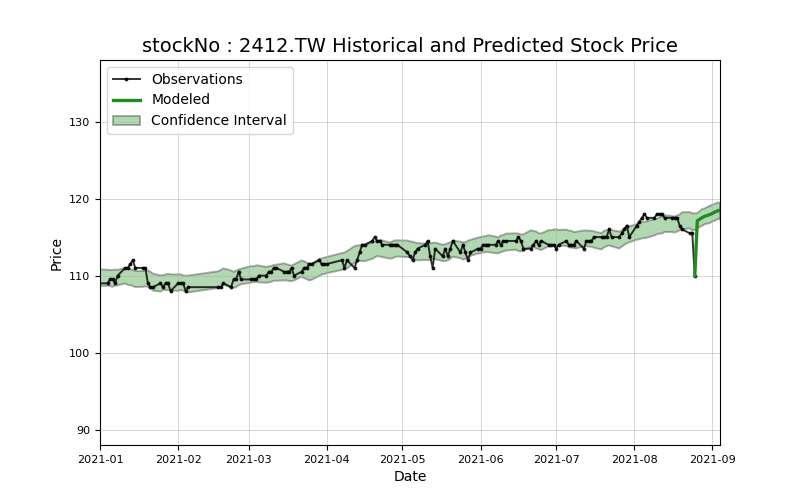 stockNo : 2412.TW Historical and Predicted Stock Price
Observations
Modeled
Confidence Interval
130
120
110
100
90
Price
2021-01 2021-02 2021-03 2021-04 2021-05 2021-06 2021-07 2021-08 2021-09
Date